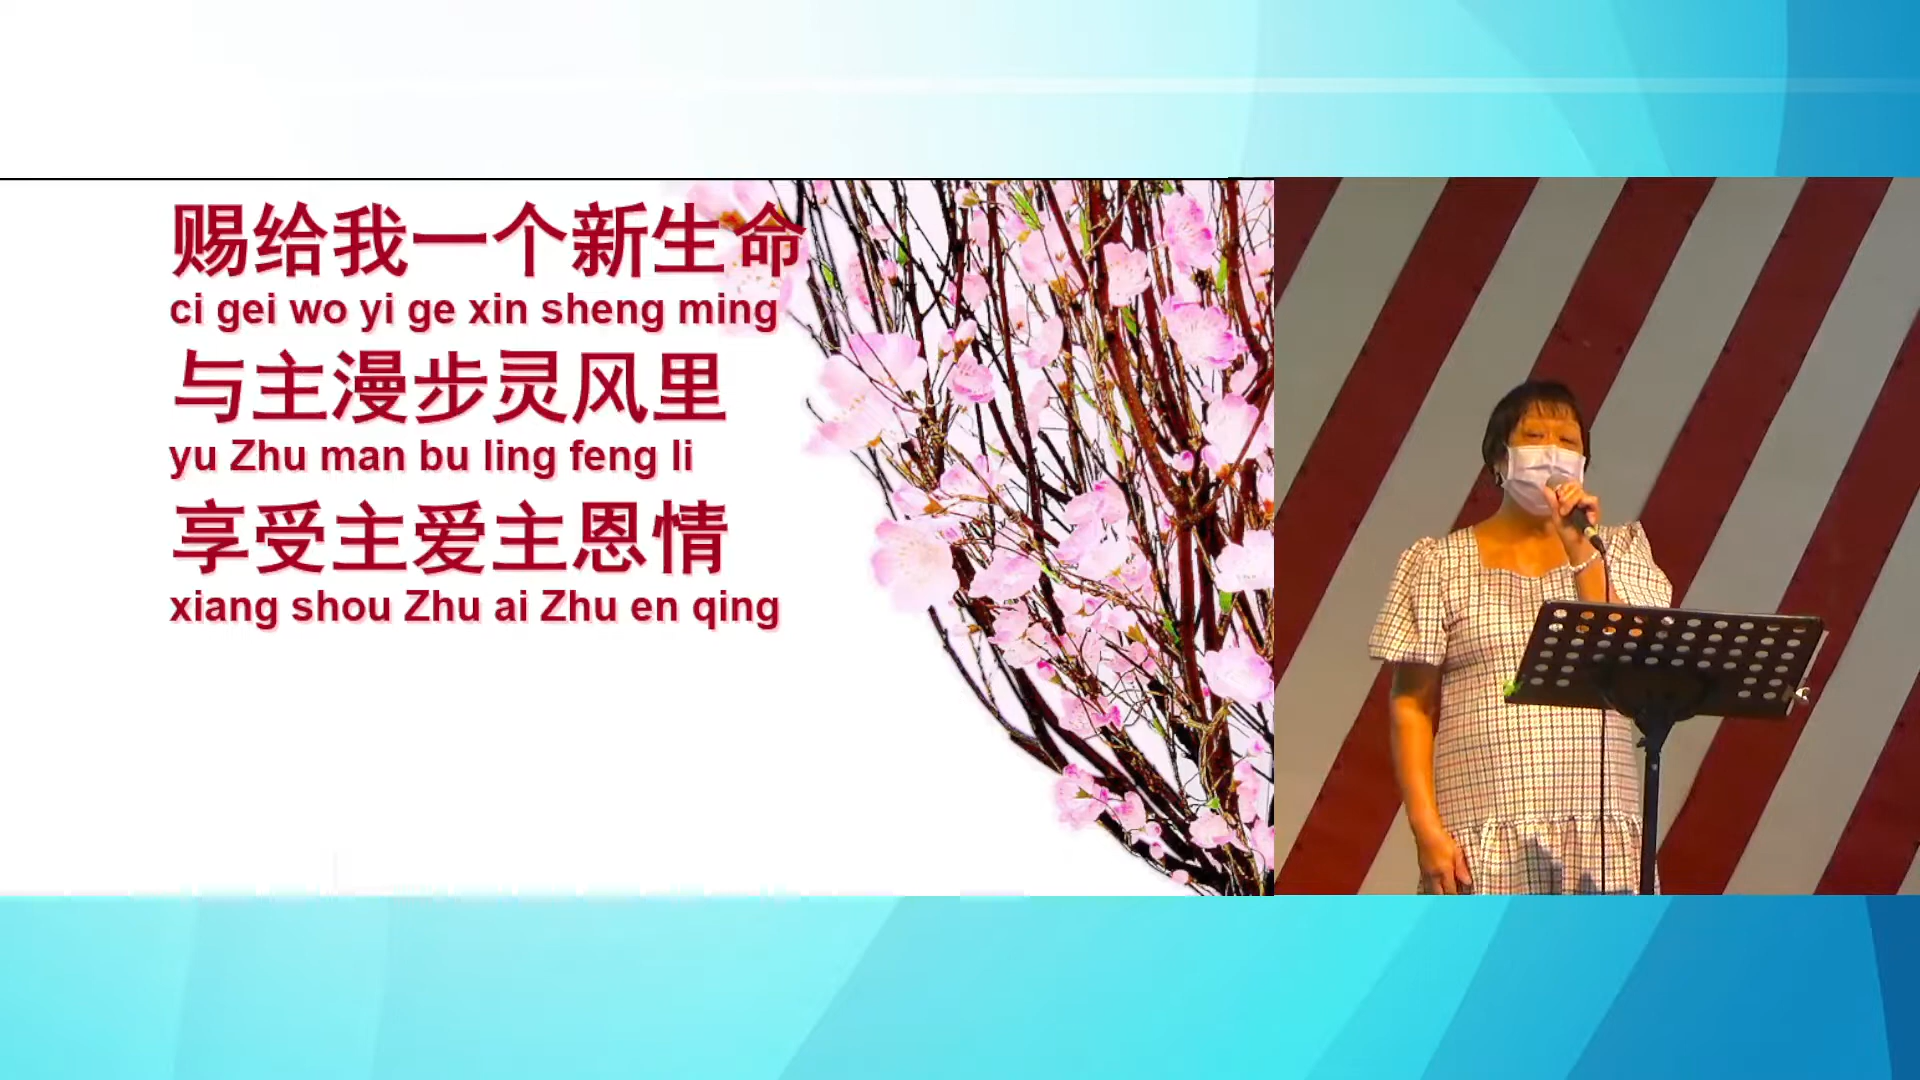 赐给我一个新生命
ci gei wo yi ge xin sheng ming
与主漫步灵风里
yu Zhu man bu ling feng li
享受主爱主恩情
xiang shou Zhu ai Zhu en qing